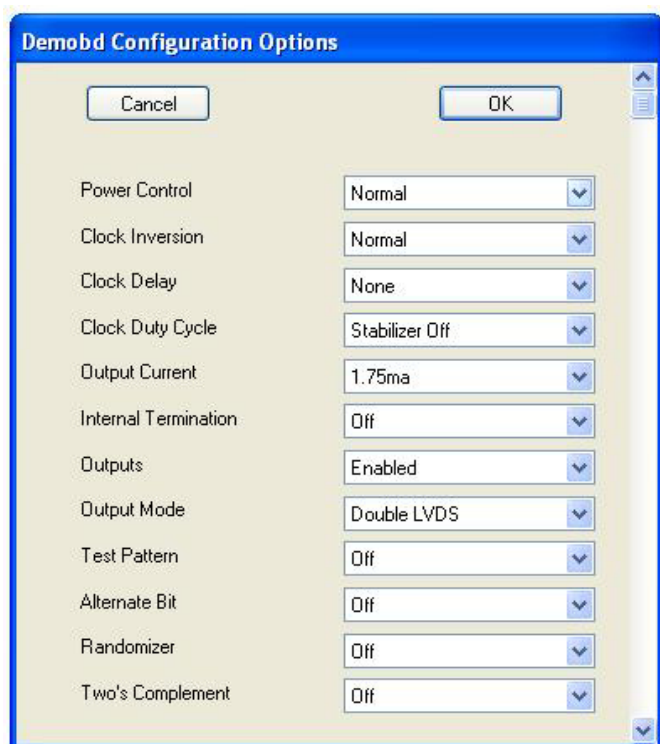 Demobd Configuration Options
Cancel OK
Power Control Normal
Clock Inversion Normal
Clock Delay None
Clock Duty Cycle Stabilizer Off
Output Current 1.75ma
Internal Termination Off
Outputs Enabled
Output Mode Double LVDS
Test Pattern Off
Alternate Bit Off
Randomizer Off
Two's Complement Off